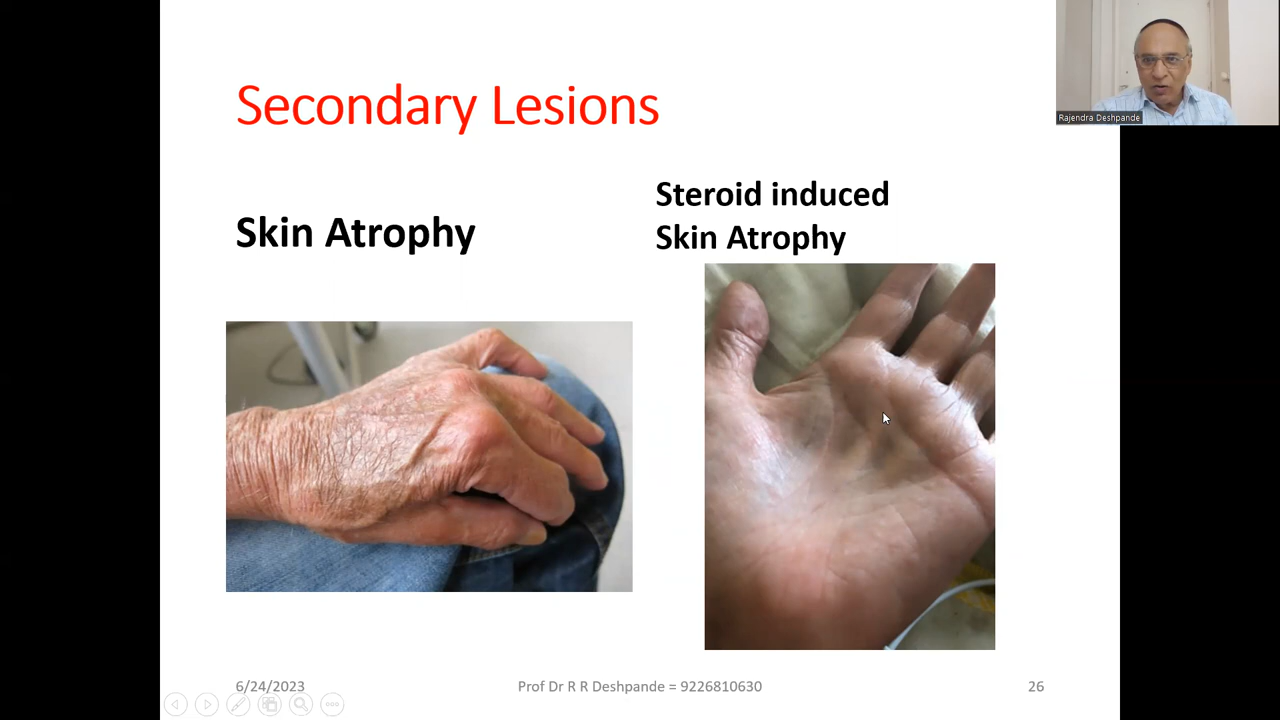 Rajendra Deshpande
Secondary Lesions
Skin Atrophy
Steroid induced
Skin Atrophy
6/24/2023
Prof Dr R R Deshpande = 9226810630
26